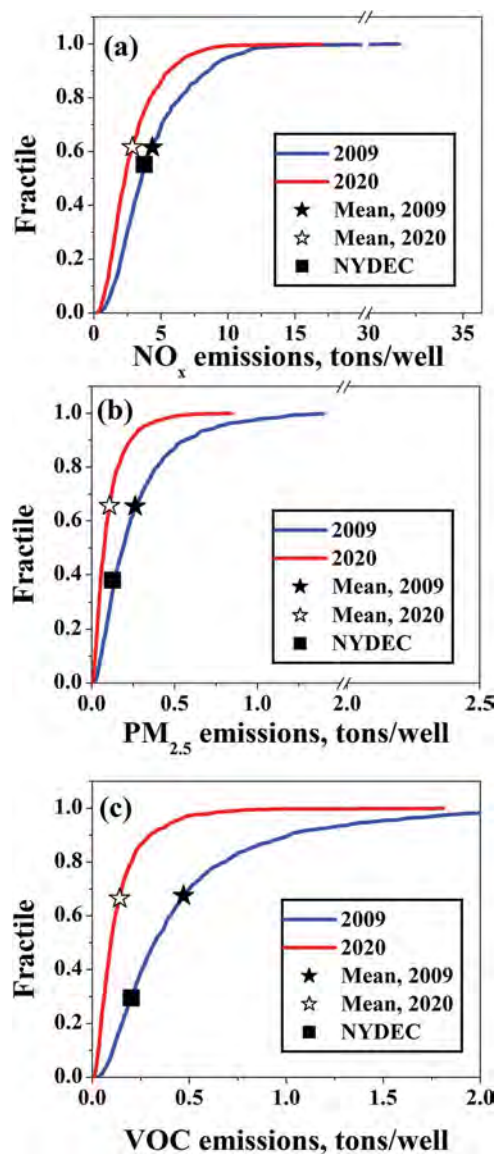 (a)
1.0
0.8
0.6
0.4
0.2
0.0
Fractile
2009
2020
Mean, 2009
Mean, 2020
NYDEC
0 5 10 15 30 35
NOx emissions, tons/well
(b)
1.0
0.8
0.6
0.4
0.2
0.0
Fractile
2009
2020
Mean, 2009
Mean, 2020
NYDEC
0.0 0.5 1.0 2.0 2.5
PM2.5 emissions, tons/well
(c)
1.0
0.8
0.6
0.4
0.2
0.0
Fractile
2009
2020
Mean, 2009
Mean, 2020
NYDEC
0.0 0.5 1.0 1.5 2.0
VOC emissions, tons/well